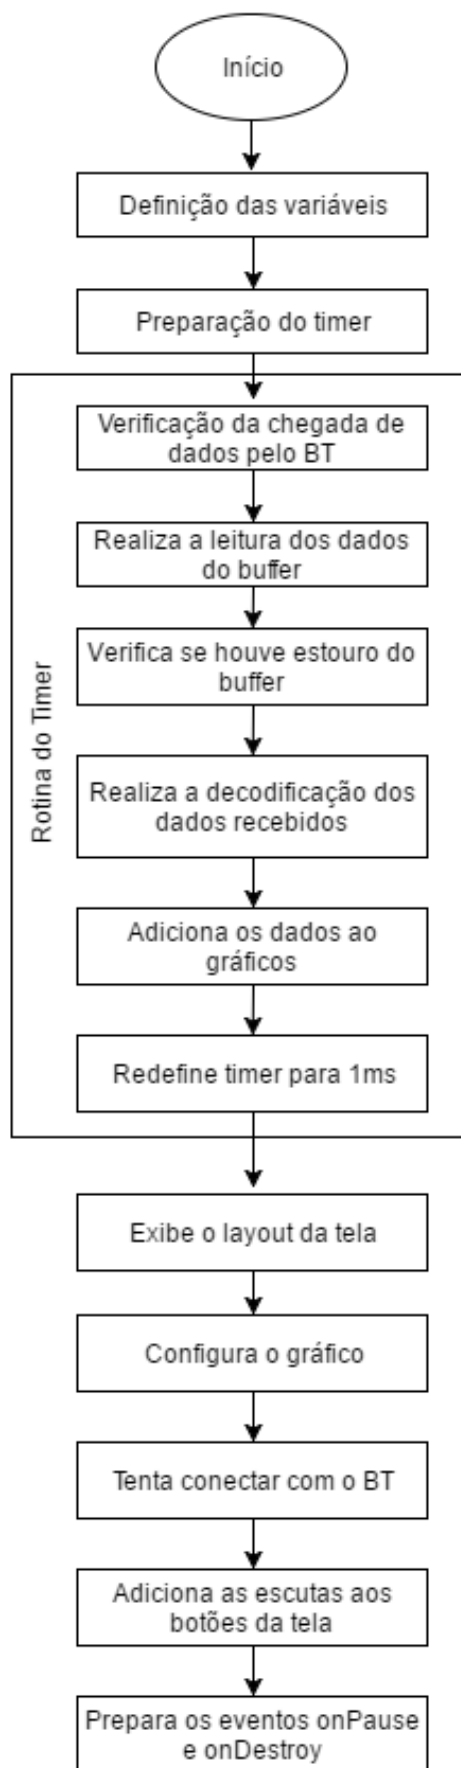 Início
Definição das variáveis
Preparação do timer
Rotina do Timer
Verificação da chegada de
dados pelo BT
Realiza a leitura dos dados
do buffer
Verifica se houve estouro do
buffer
Realiza a decodificação dos
dados recebidos
Adiciona os dados ao
gráficos
Redefine timer para 1ms
Exibe o layout da tela
Configura o gráfico
Tenta conectar com o BT
Adiciona as escutas aos
botões da tela
Prepara os eventos onPause
e onDestroy